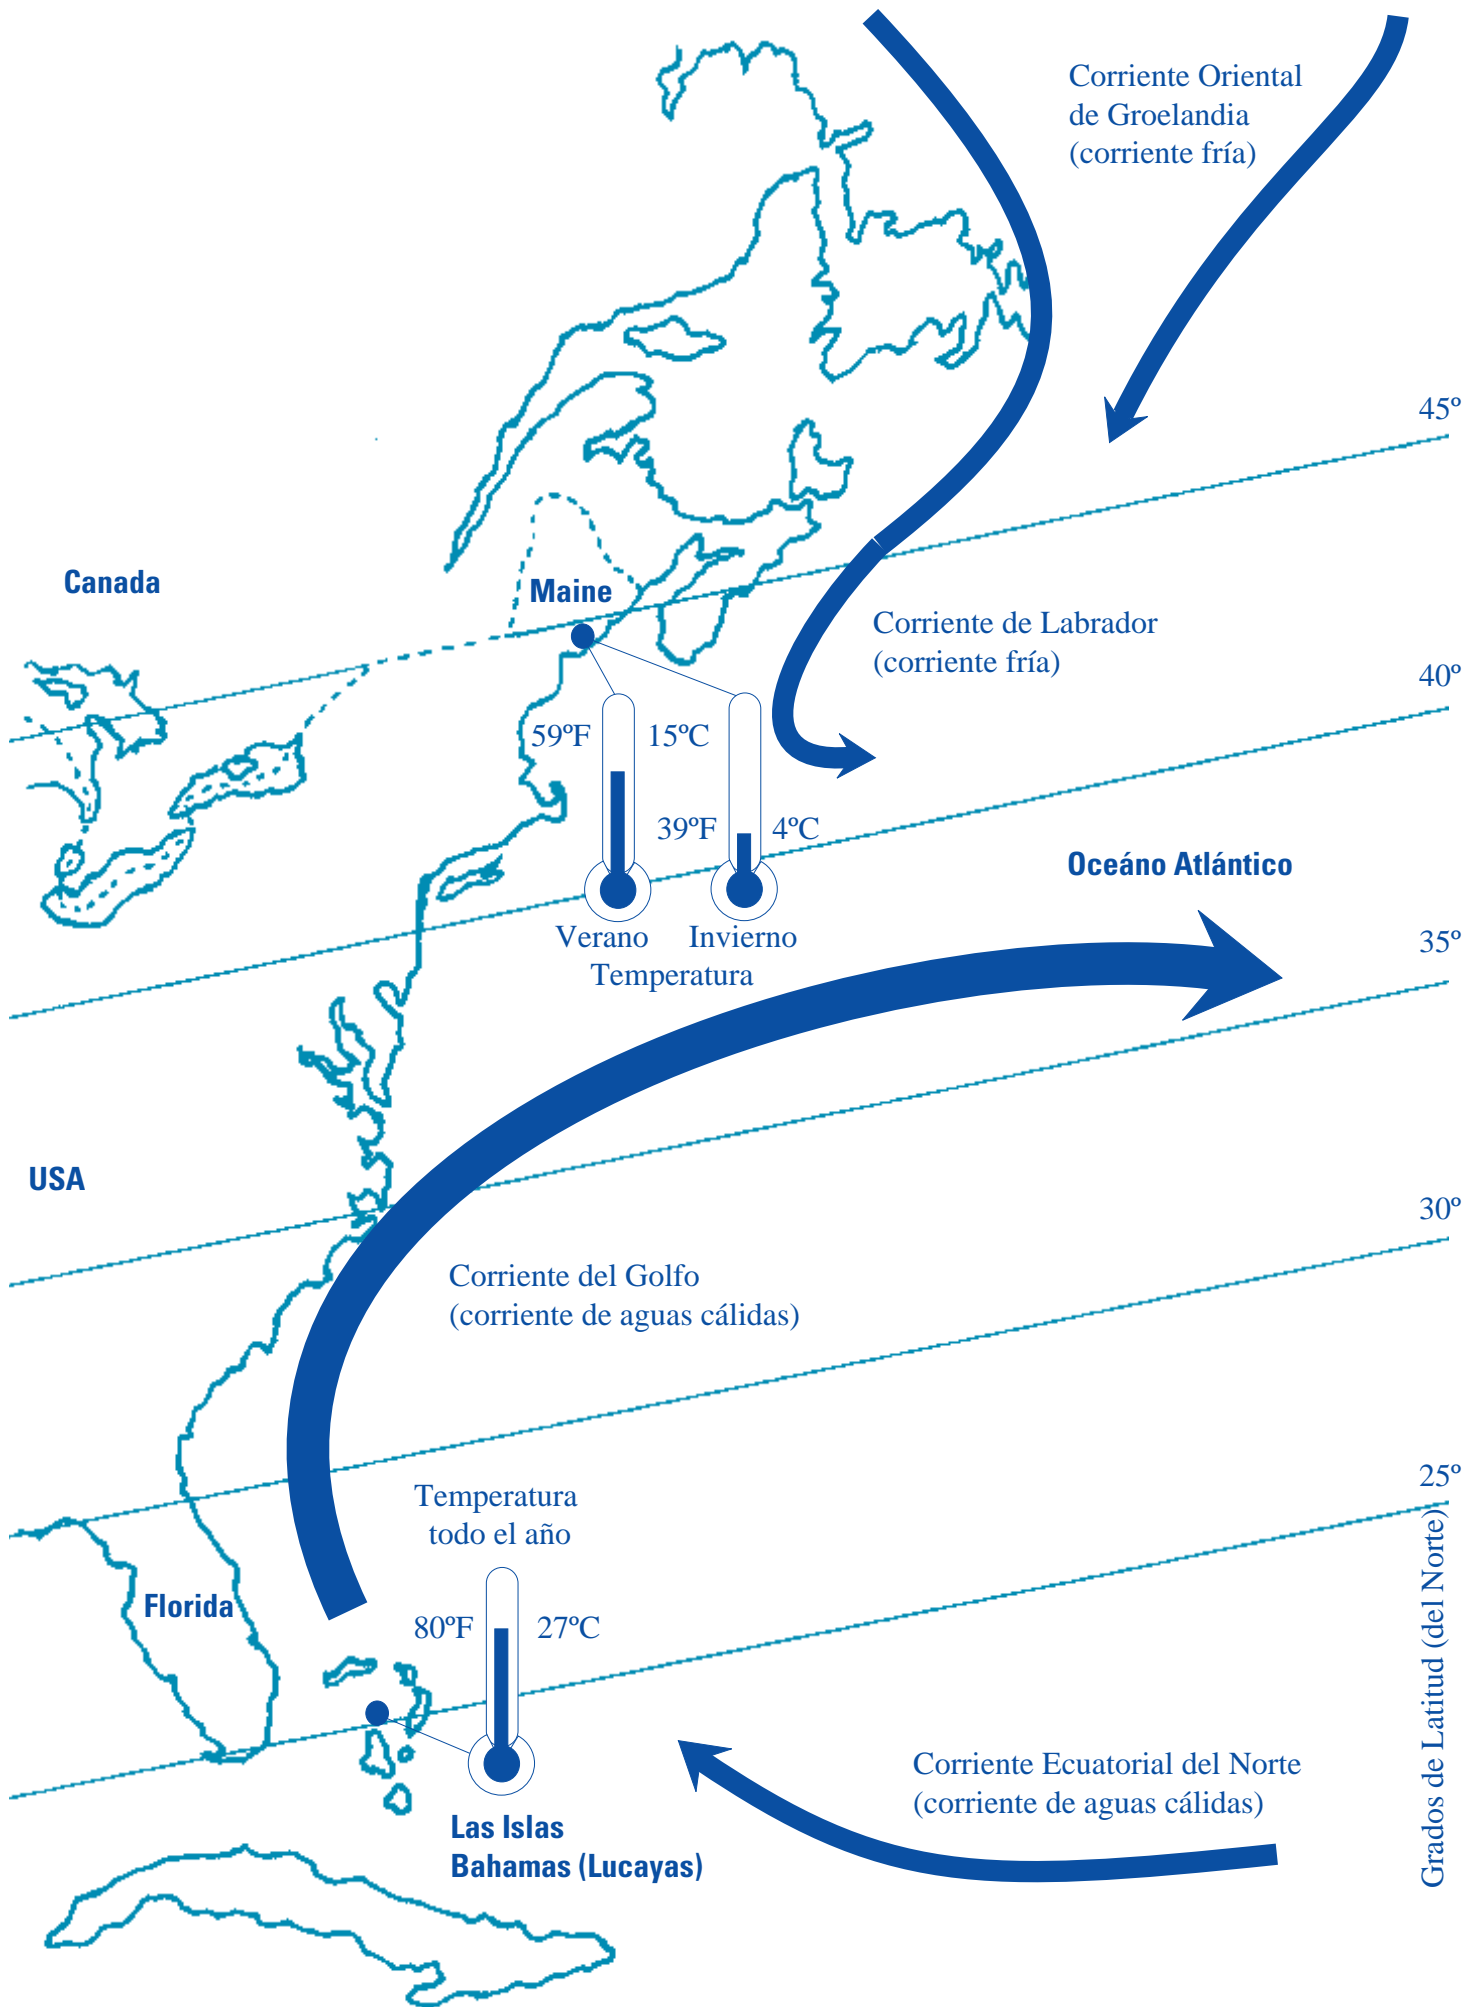 Corriente Oriental
de Groelandia
(corriente fría)
45º
Canada
Maine
Corriente de Labrador
(corriente fría)
40º
59ºF
15ºC
39ºF
4ºC
Verano
Invierno
Temperatura
Oceáno Atlántico
35º
USA
30º
Corriente del Golfo
(corriente de aguas cálidas)
25º
Temperatura
todo el año
Florida
80ºF
27ºC
Corriente Ecuatorial del Norte
(corriente de aguas cálidas)
Las Islas
Bahamas (Lucayas)
Grados de Latitud (del Norte)